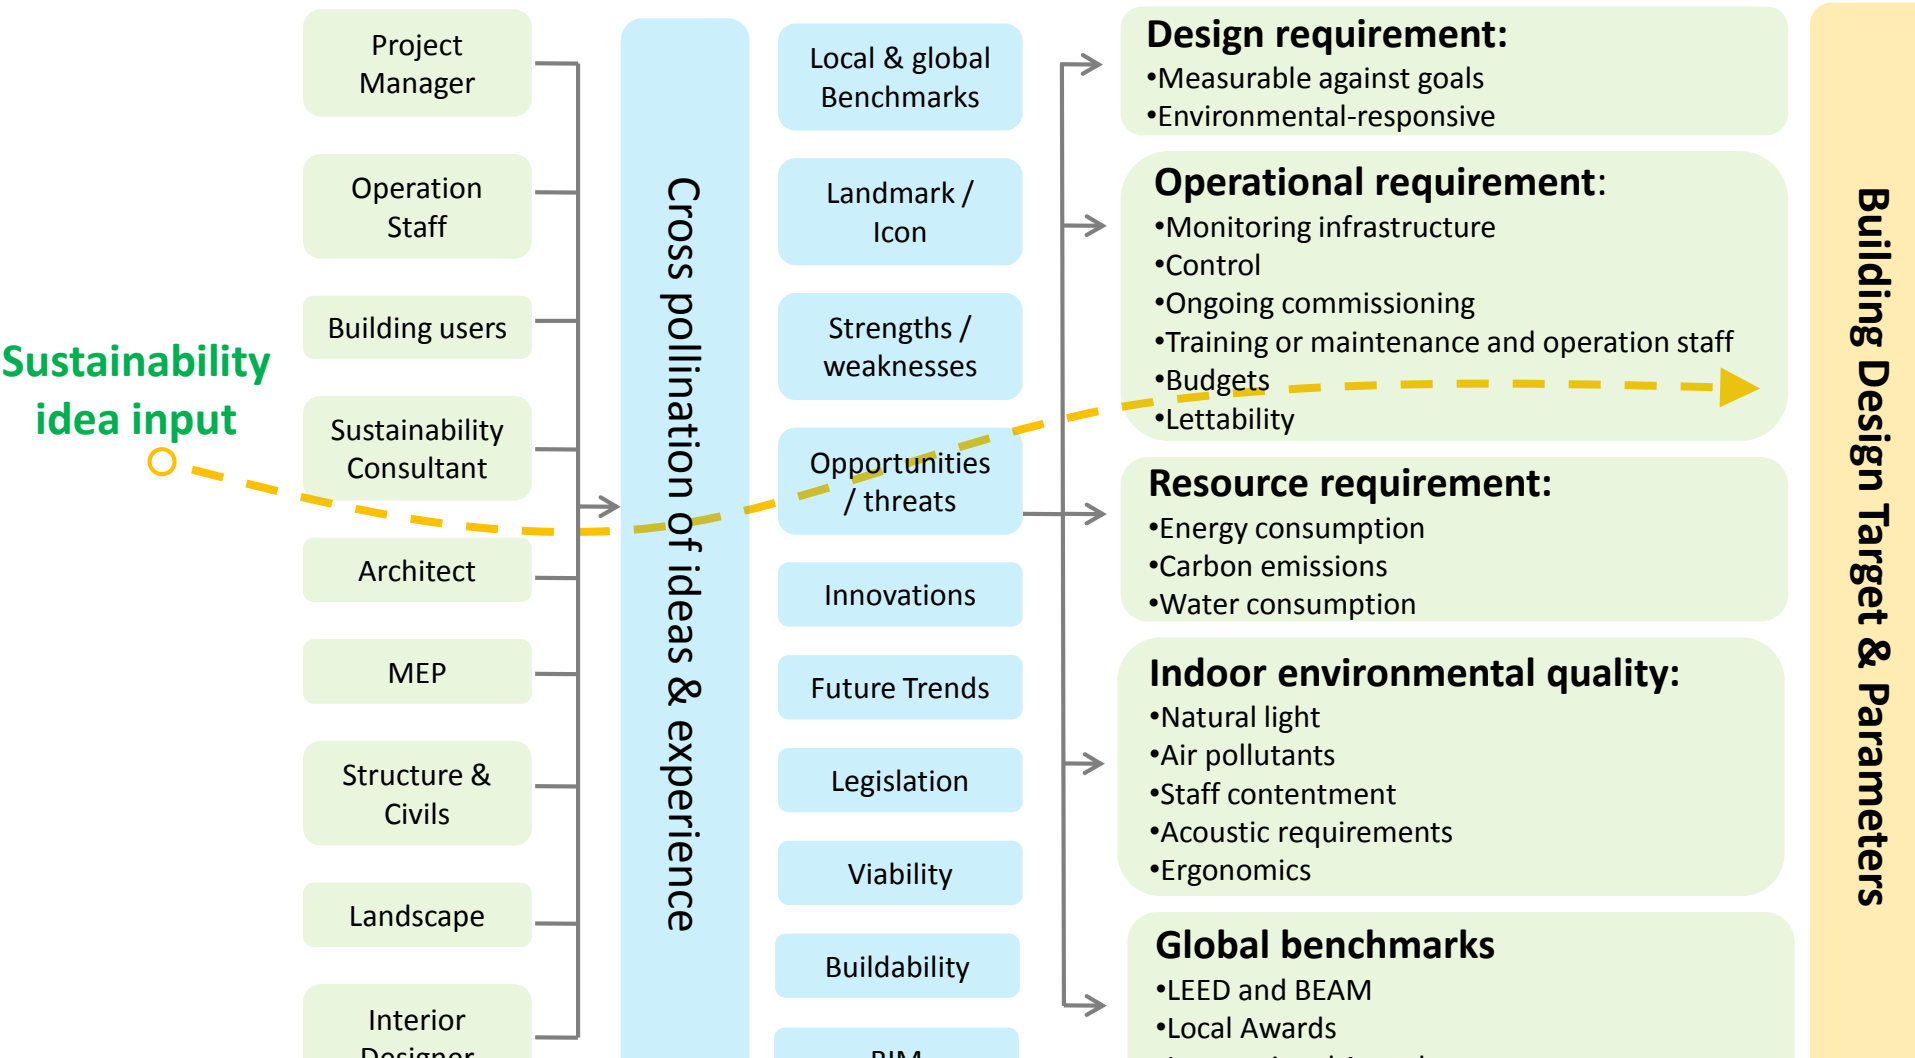 Sustainability
idea input
Project
Manager
Operation
Staff
Building users
Sustainability
Consultant
Architect
MEP
Structure &
Civils
Landscape
Interior
Designer
Cross pollination of ideas & experience
Local & global
Benchmarks
Landmark /
Icon
Strengths /
weaknesses
Opportunities
/ threats
Innovations
Future Trends
Legislation
Viability
Buildability
BIM
Design requirement:
•Measurable against goals
•Environmental-responsive
Operational requirement:
•Monitoring infrastructure
•Control
•Ongoing commissioning
•Training or maintenance and operation staff
•Budgets
•Lettability
Resource requirement:
•Energy consumption
•Carbon emissions
•Water consumption
Indoor environmental quality:
•Natural light
•Air pollutants
•Staff contentment
•Acoustic requirements
•Ergonomics
Global benchmarks
•LEED and BEAM
•Local Awards
Building Design Target & Parameters